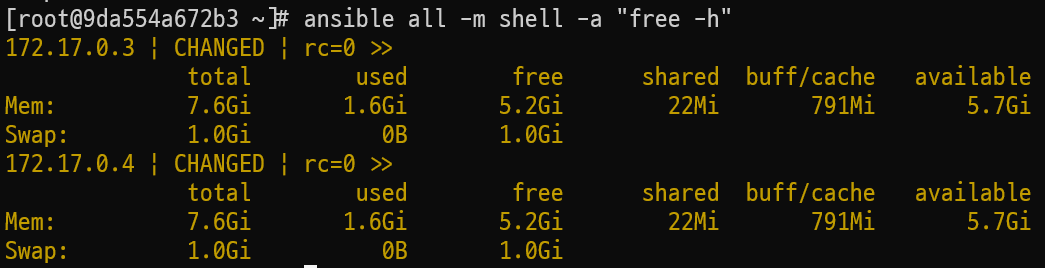 [root@9da554a672b3 ~]# ansible all -m shell -a "free -h"
172.17.0.3 | CHANGED | rc=0 >>
total used free shared buff/cache available
Mem: 7.6Gi 1.6Gi 5.2Gi 22Mi 791Mi 5.7Gi
Swap: 1.0Gi 0B 1.0Gi
172.17.0.4 | CHANGED | rc=0 >>
total used free shared buff/cache available
Mem: 7.6Gi 1.6Gi 5.2Gi 22Mi 791Mi 5.7Gi
Swap: 1.0Gi 0B 1.0Gi